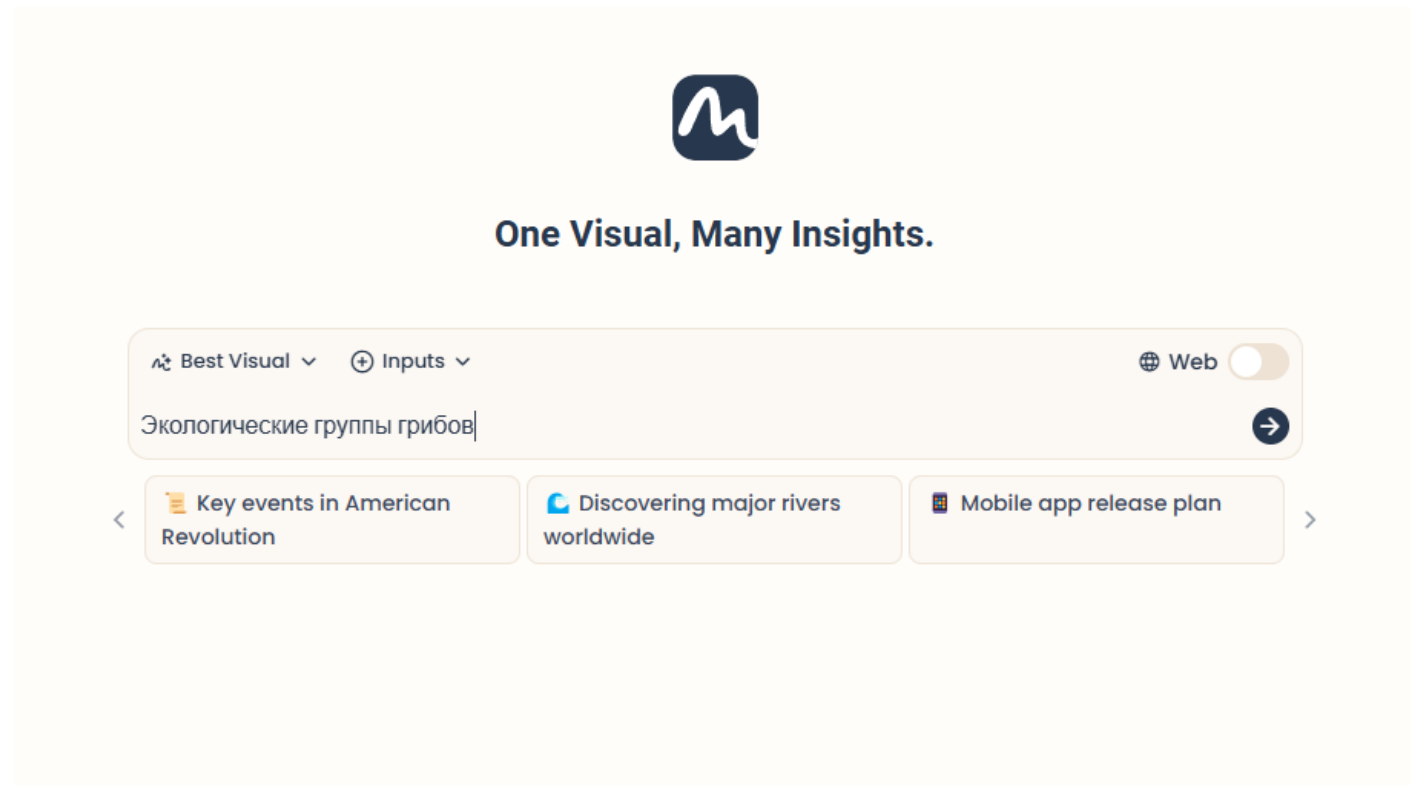 One Visual, Many Insights.
Best Visual Inputs Web
Экологические группы грибов
Key events in American
Revolution
Discovering major rivers
worldwide
Mobile app release plan